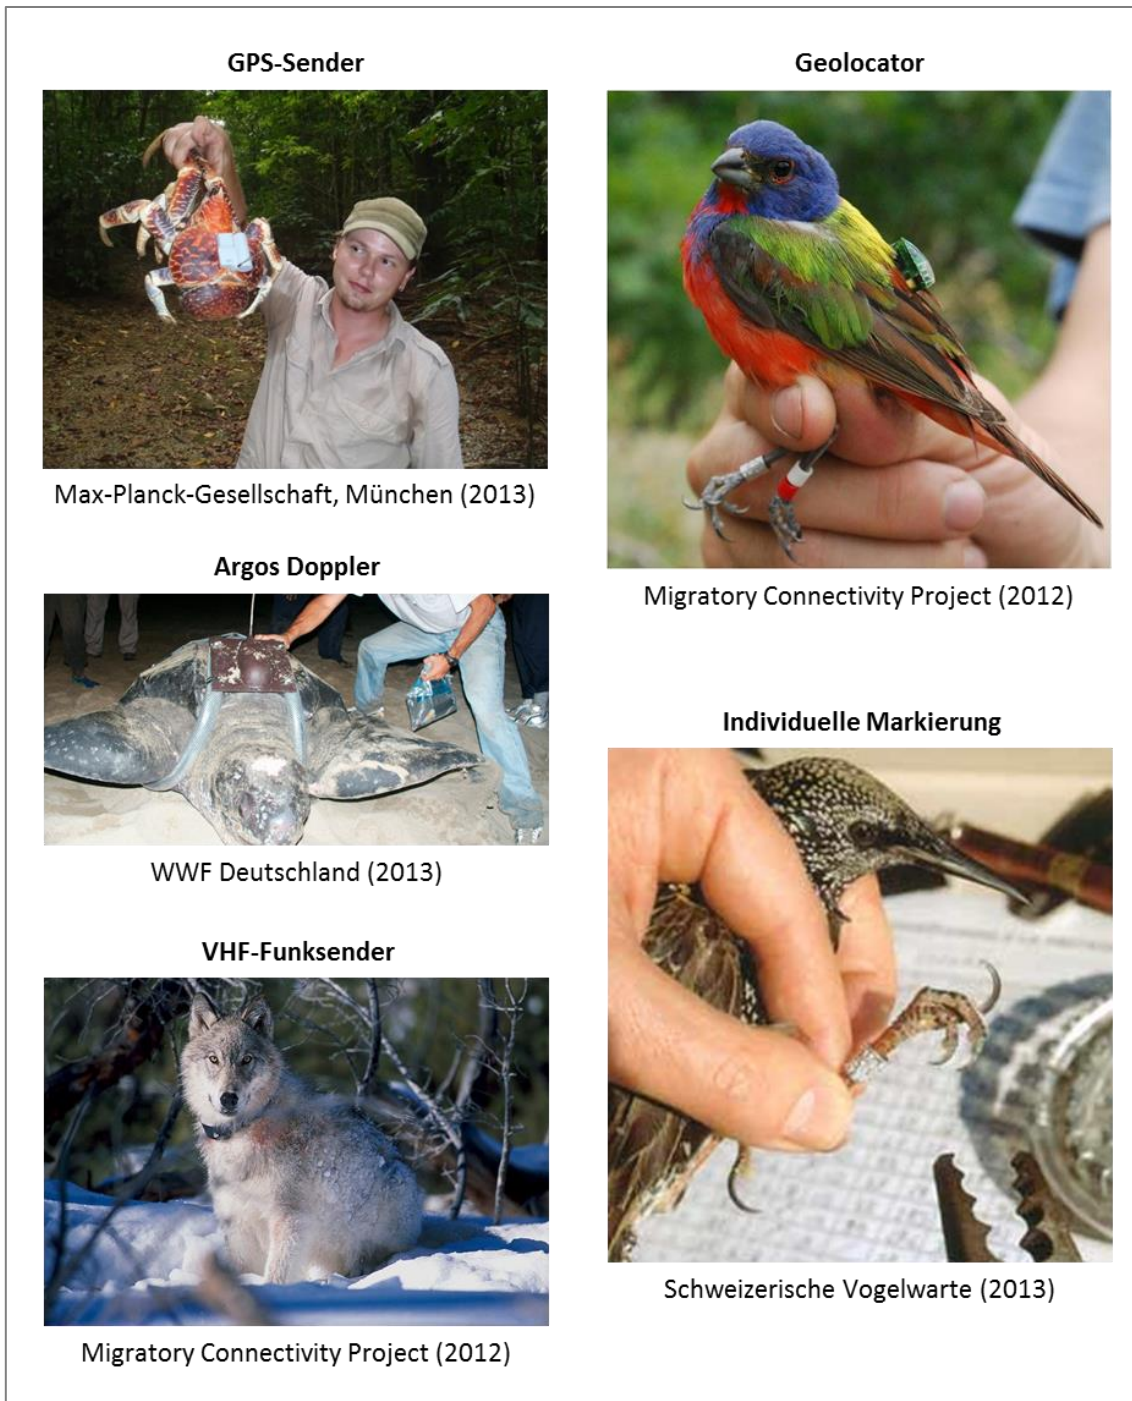 GPS-Sender
Max-Planck-Gesellschaft, München (2013)
Argos Doppler
WWF Deutschland (2013)
VHF-Funksender
Migratory Connectivity Project (2012)
Geolocator
Migratory Connectivity Project (2012)
Individuelle Markierung
Schweizerische Vogelwarte (2013)